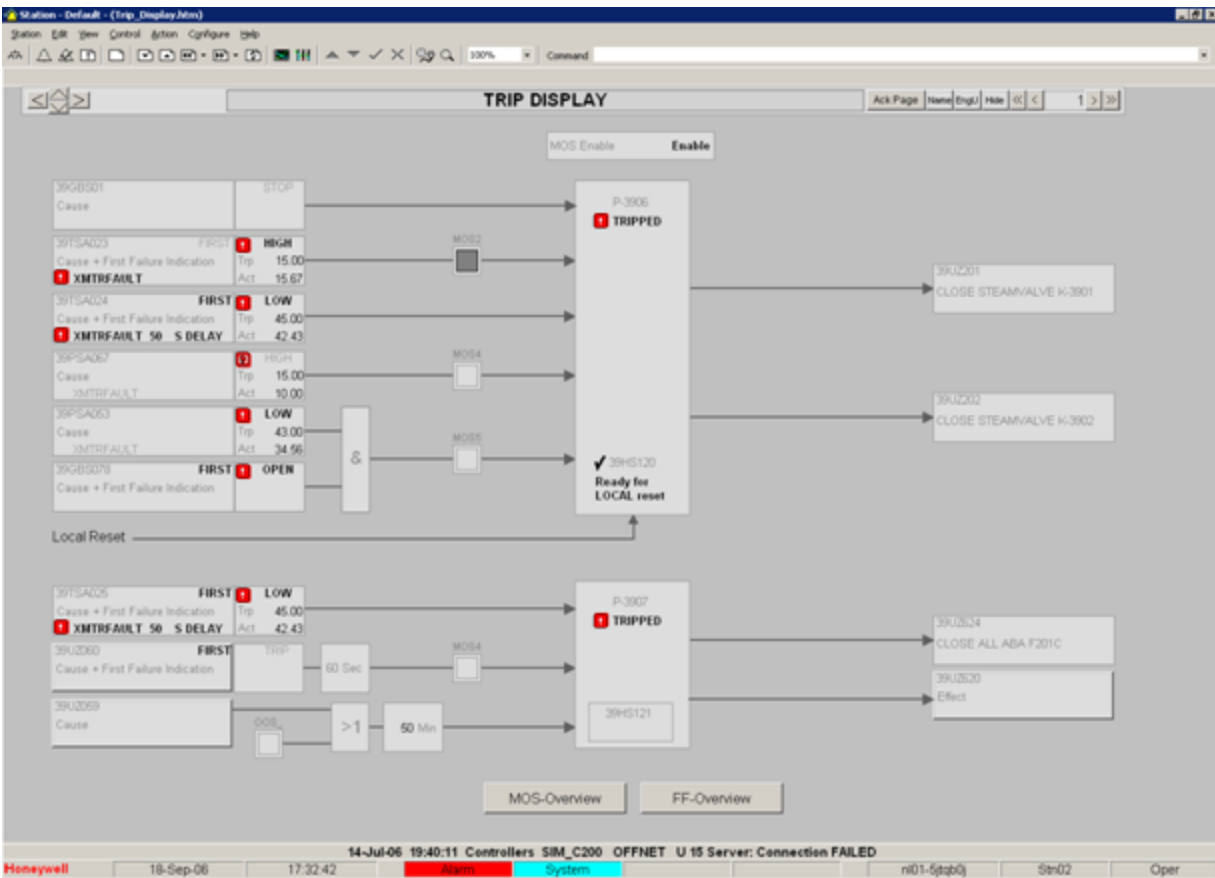 Station - Default - (Trip_Display.htm)
Station Edit View Control Action Configure Help
100% Command
TRIP DISPLAY
Ack Page Name EngU Hide 1
MOS Enable Enable
39GBS01 STOP
Cause
39TSA023 FIRST HIGH
Cause + First Failure Indication Trp 15.00
XMTRFAULT Act 15.67
MOS2
39TSA024 FIRST LOW
Cause + First Failure Indication Trp 45.00
XMTRFAULT 50 S DELAY Act 42.43
39PSA067 HIGH
Cause Trp 15.00
XMTRFAULT Act 10.00
MOS4
39PSA053 LOW
Cause Trp 43.00
XMTRFAULT Act 34.56
39GBS078 FIRST OPEN
Cause + First Failure Indication
&
MOS5
P-3906
TRIPPED
39HS120
Ready for
LOCAL reset
39UZ201
CLOSE STEAMVALVE K-3901
39UZ202
CLOSE STEAMVALVE K-3902
Local Reset
39TSA025 FIRST LOW
Cause + First Failure Indication Trp 45.00
XMTRFAULT 50 S DELAY Act 42.43
39UZ060 FIRST TRIP
Cause + First Failure Indication
60 Sec
MOS4
39UZ059
Cause
OOS_
>1
50 Min
P-3907
TRIPPED
39HS121
39UZ624
CLOSE ALL ABA F201C
39UZ620
Effect
MOS-Overview FF-Overview
14-Jul-06 19:40:11 Controllers SIM_C200 OFFNET U 15 Server: Connection FAILED
Honeywell 18-Sep-06 17:32:42 Alarm System nl01-5jtqb0j Stn02 Oper